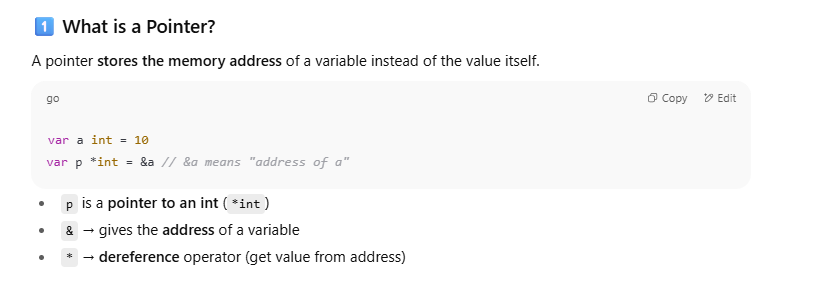 1 What is a Pointer?
A pointer stores the memory address of a variable instead of the value itself.
go Copy Edit
var a int = 10
var p *int = &a // &a means "address of a"
• p is a pointer to an int ( *int )
• & → gives the address of a variable
• * → dereference operator (get value from address)